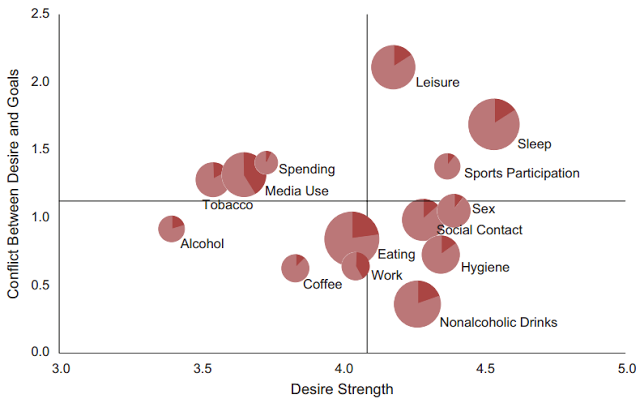 2.5
2.0
1.5
1.0
0.5
0.0
Conflict Between Desire and Goals
Leisure
Sleep
Spending
Sports Participation
Media Use
Tobacco
Sex
Social Contact
Alcohol
Eating
Hygiene
Work
Coffee
Nonalcoholic Drinks
3.0 3.5 4.0 4.5 5.0
Desire Strength